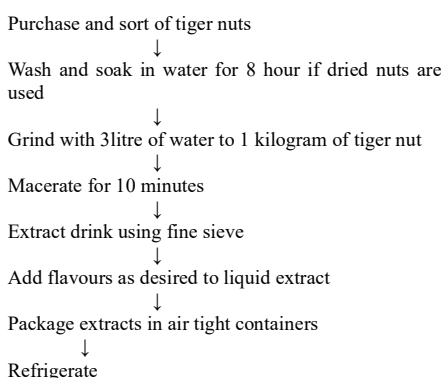 Purchase and sort of tiger nuts
↓
Wash and soak in water for 8 hour if dried nuts are
used
↓
Grind with 3litre of water to 1 kilogram of tiger nut
↓
Macerate for 10 minutes
↓
Extract drink using fine sieve
↓
Add flavours as desired to liquid extract
↓
Package extracts in air tight containers
↓
Refrigerate